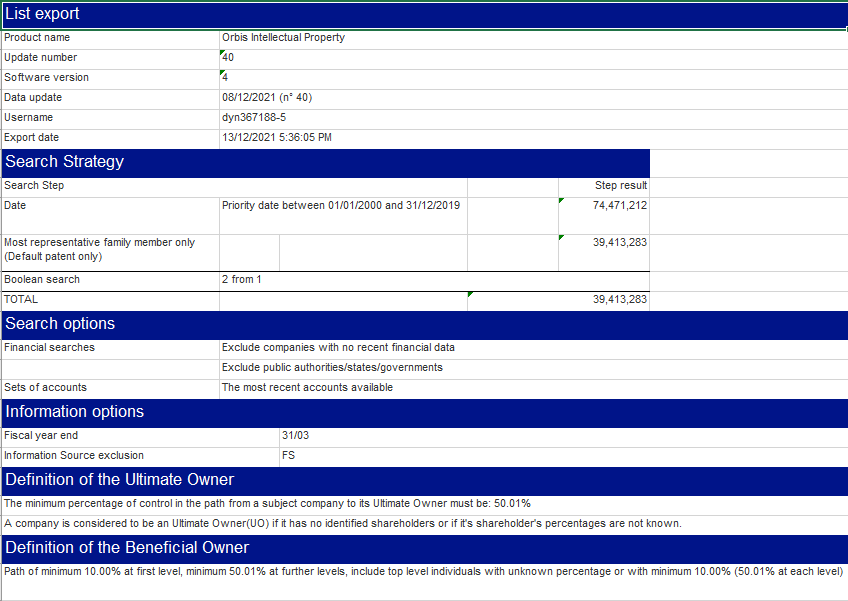 List export
Product name Orbis Intellectual Property
Update number 40
Software version 4
Data update 08/12/2021 (n° 40)
Username dyn367188-5
Export date 13/12/2021 5:36:05 PM
Search Strategy
Search Step Step result
Date Priority date between 01/01/2000 and 31/12/2019 74,471,212
Most representative family member only 39,413,283
(Default patent only)
Boolean search 2 from 1
TOTAL 39,413,283
Search options
Financial searches Exclude companies with no recent financial data
Exclude public authorities/states/governments
Sets of accounts The most recent accounts available
Information options
Fiscal year end 31/03
Information Source exclusion FS
Definition of the Ultimate Owner
The minimum percentage of control in the path from a subject company to its Ultimate Owner must be: 50.01%
A company is considered to be an Ultimate Owner(UO) if it has no identified shareholders or if it's shareholder's percentages are not known.
Definition of the Beneficial Owner
Path of minimum 10.00% at first level, minimum 50.01% at further levels, include top level individuals with unknown percentage or with minimum 10.00% (50.01% at each level)